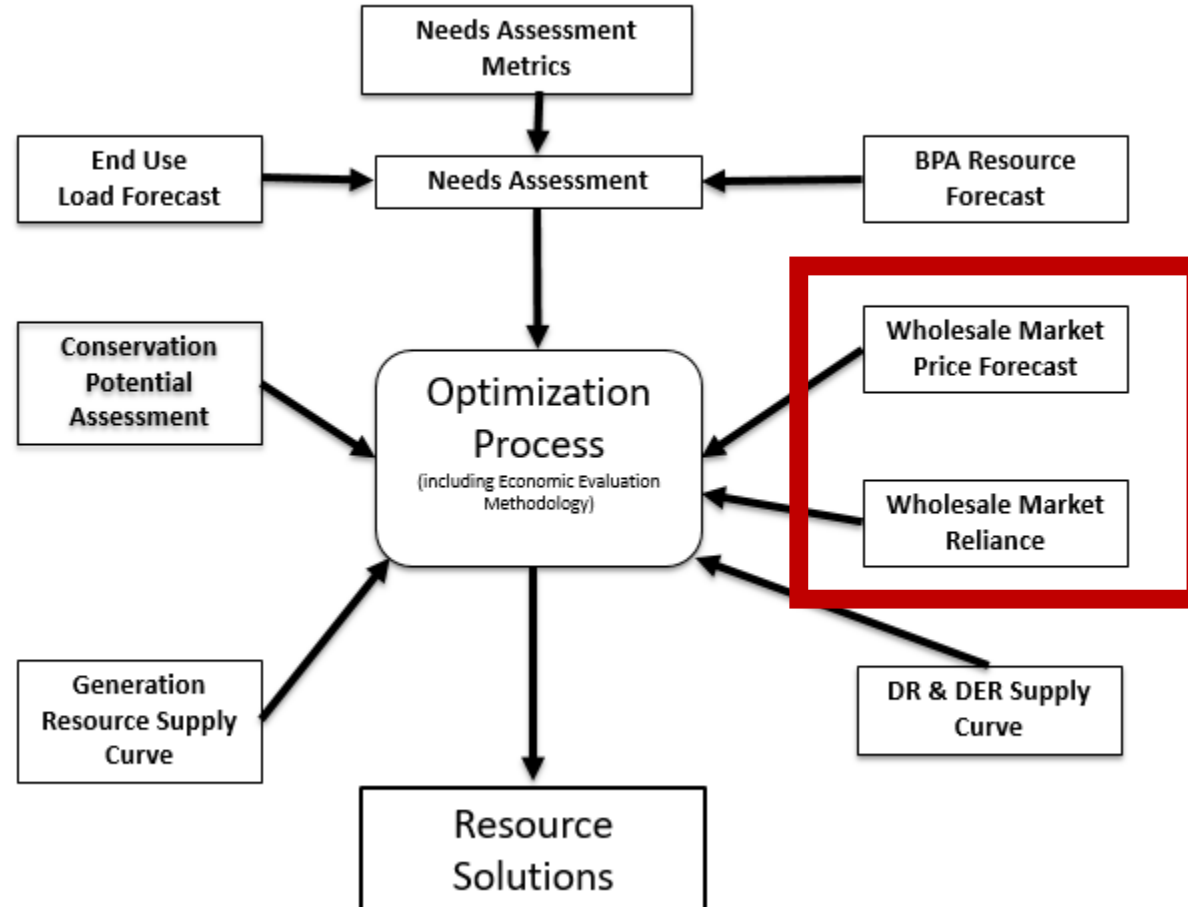 Needs Assessment
Metrics
End Use
Load Forecast
Needs Assessment
BPA Resource
Forecast
Conservation
Potential
Assessment
Optimization
Process
(including Economic Evaluation
Methodology)
Wholesale Market
Price Forecast
Wholesale Market
Reliance
Generation
Resource Supply
Curve
DR & DER Supply
Curve
Resource
Solutions